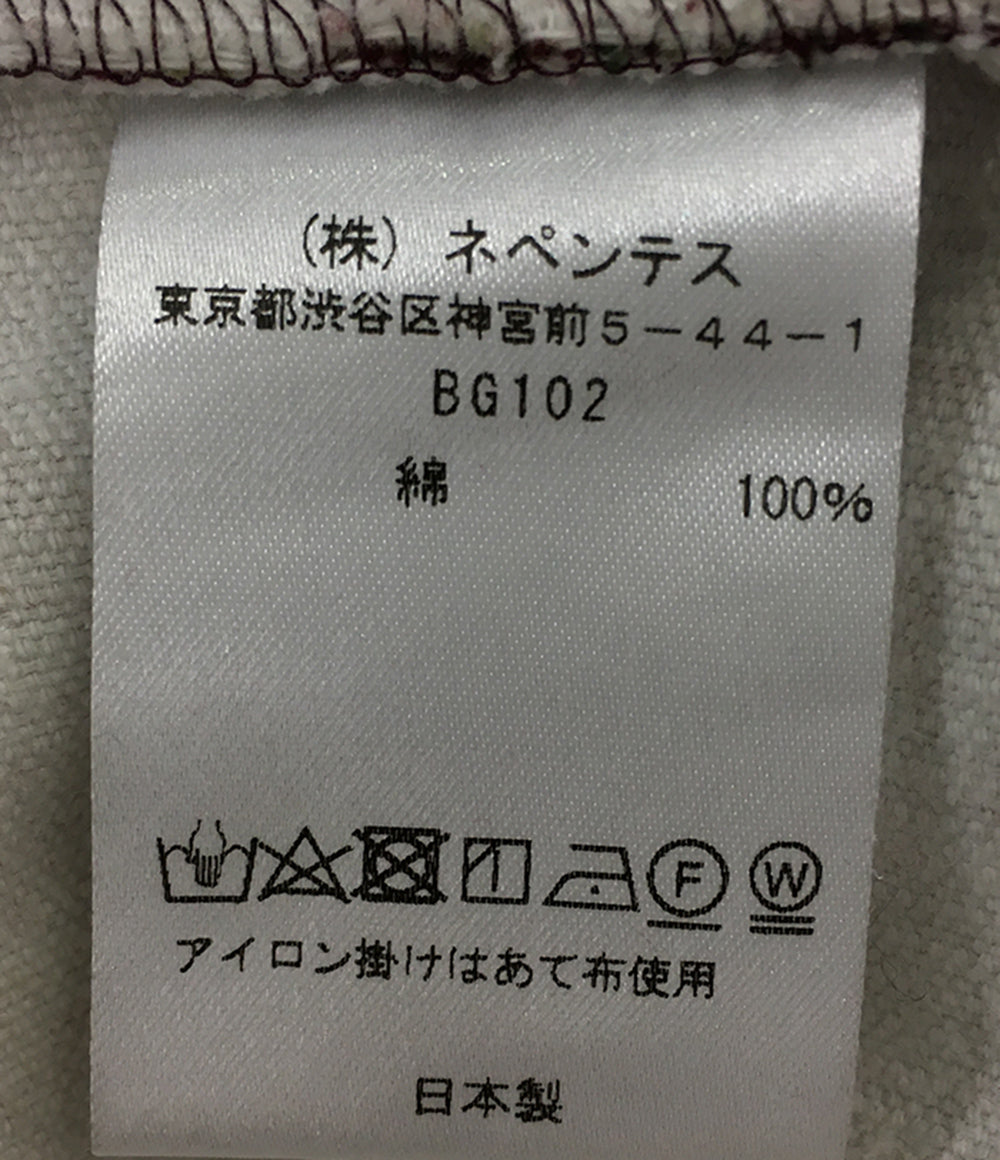 (株) ネペンテス
東京都渋谷区神宮前5-44-1
BG102
綿 100%
F W
アイロン掛けはあて布使用
日本製